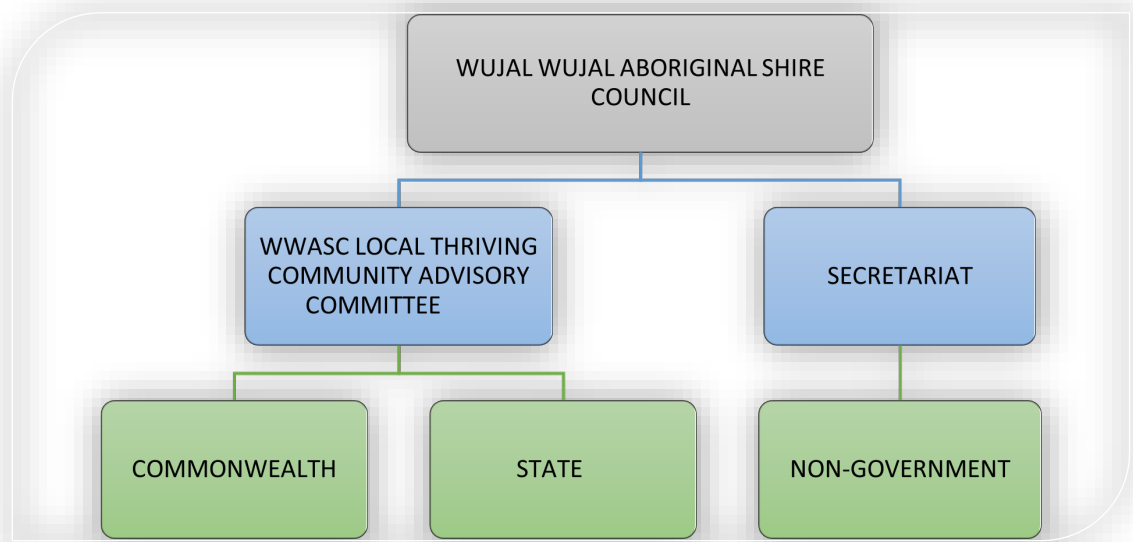 WUJAL WUJAL ABORIGINAL SHIRE
COUNCIL
WWASC LOCAL THRIVING
COMMUNITY ADVISORY
COMMITTEE
SECRETARIAT
COMMONWEALTH
STATE
NON-GOVERNMENT